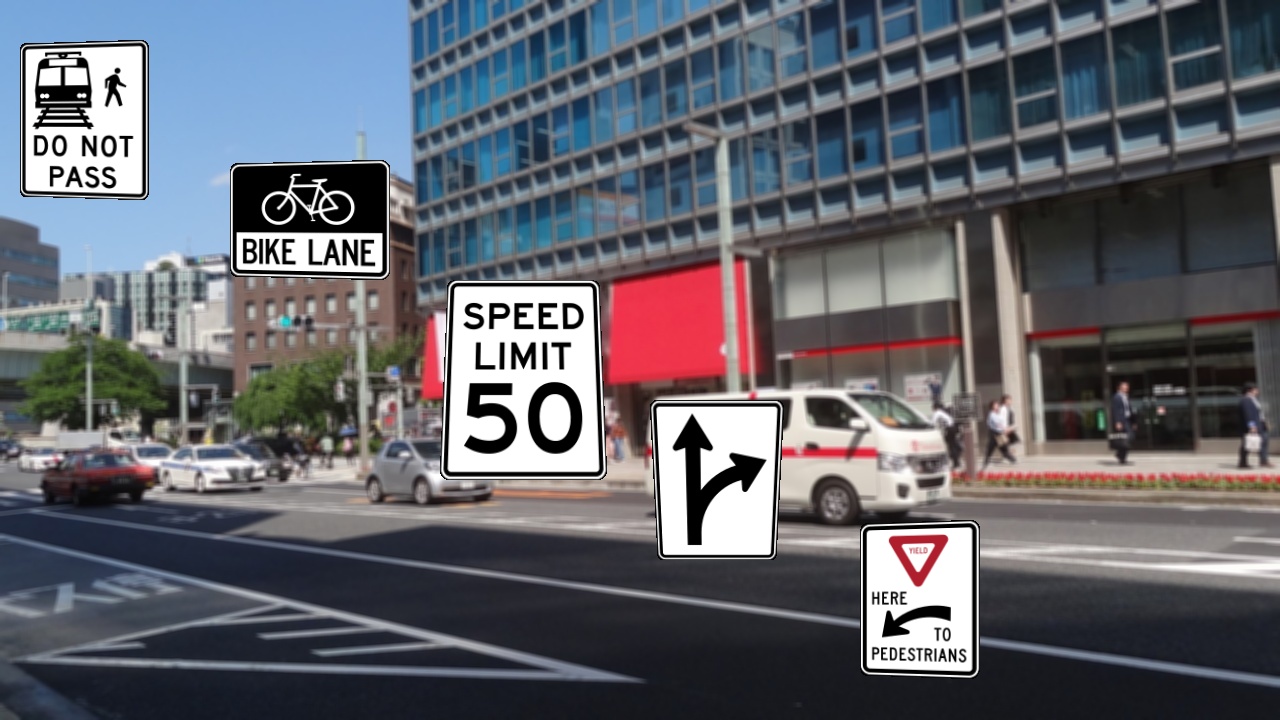 DO NOT
PASS
BIKE LANE
SPEED
LIMIT
50
YIELD
HERE
TO
PEDESTRIANS